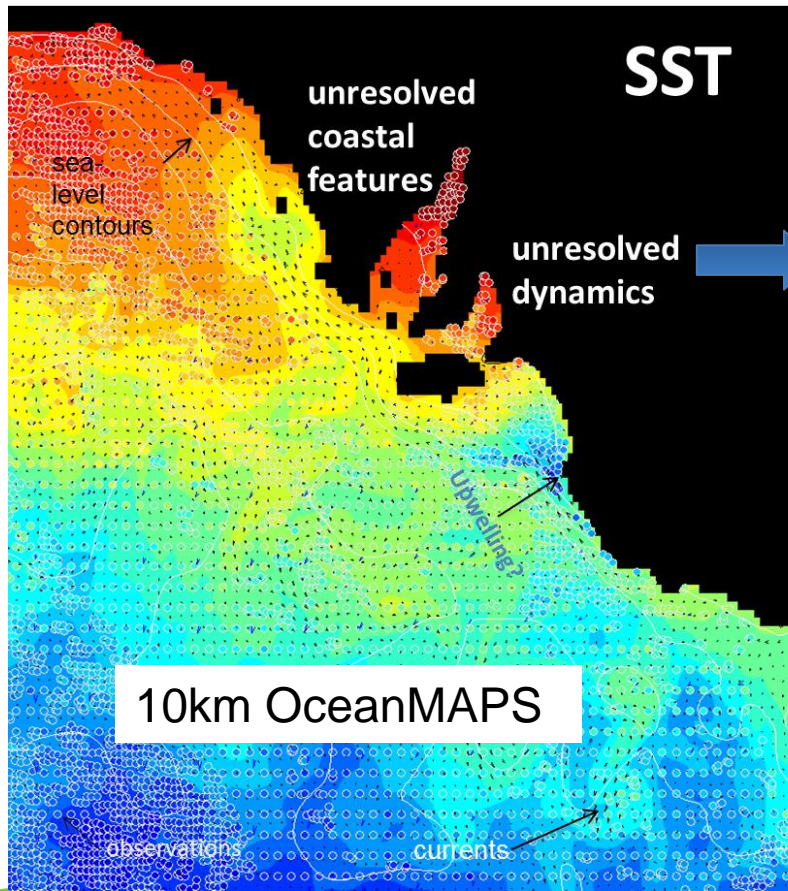 SST
unresolved
coastal
features
sea-
level
contours
unresolved
dynamics
Upwelling?
10km OceanMAPS
observations
currents